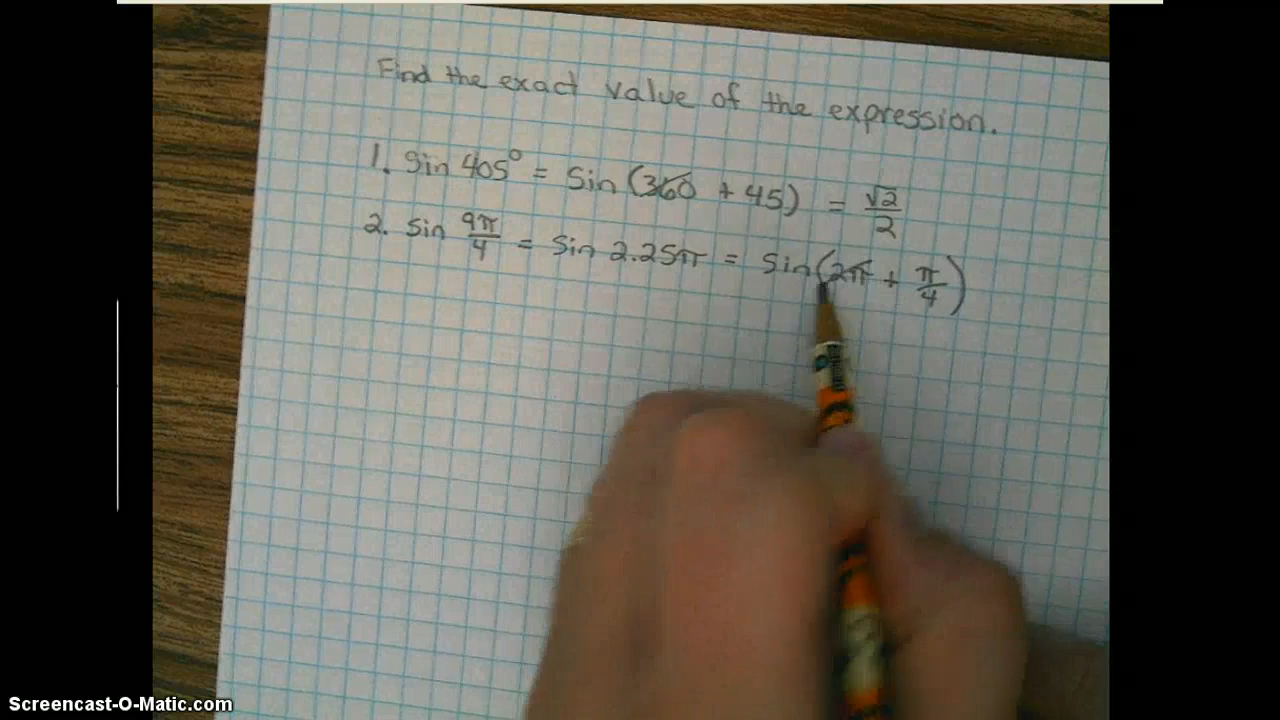 Find the exact value of the expression.
1. Sin 405° = Sin (360 + 45) = √2/2
2. Sin 9π/4 = Sin 2.25π = Sin (2π + π/4)
Screencast-O-Matic.com